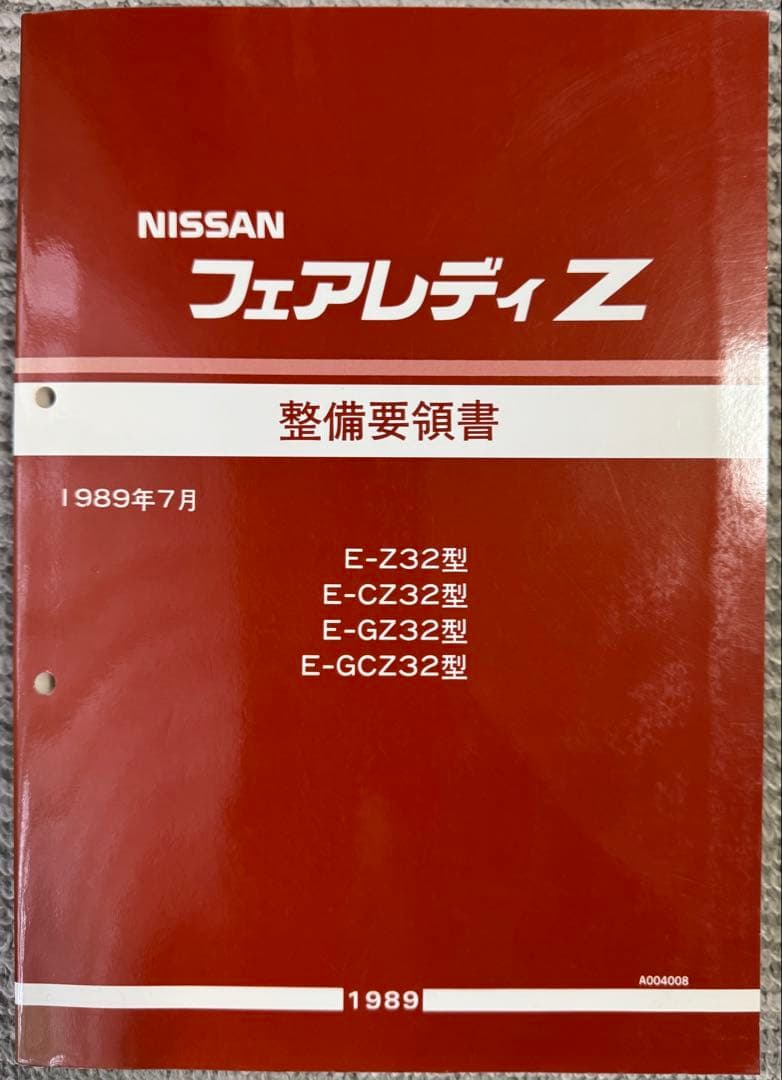 NISSAN
フェアレディZ
整備要領書
1989年7月
E-Z32型
E-CZ32型
E-GZ32型
E-GCZ32型
A004008
1989